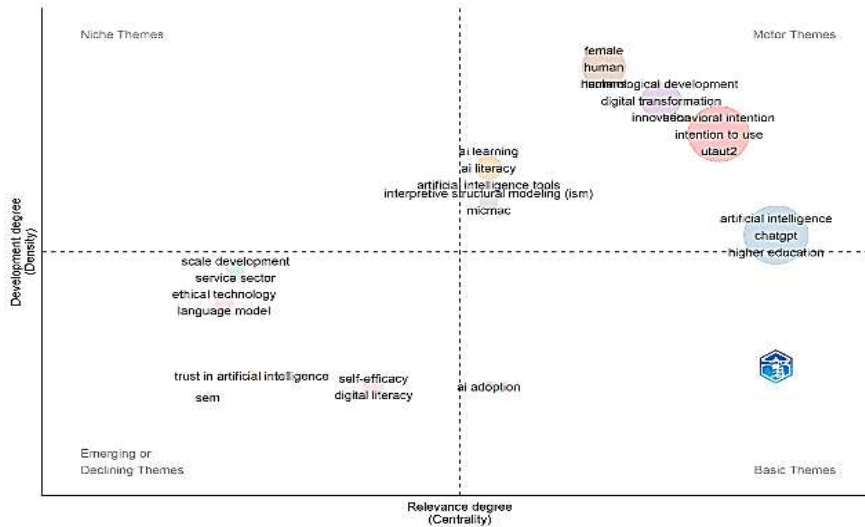 Niche Themes
Motor Themes
female
human
technological development
digital transformation
innovation
behavioral intention
intention to use
utaut2
ai learning
ai literacy
artificial intelligence tools
interpretive structural modeling (ism)
micmac
artificial intelligence
chatgpt
higher education
scale development
service sector
ethical technology
language model
trust in artificial intelligence
sem
self-efficacy
digital literacy
ai adoption
Emerging or
Declining Themes
Basic Themes
Development degree
(Density)
Relevance degree
(Centrality)